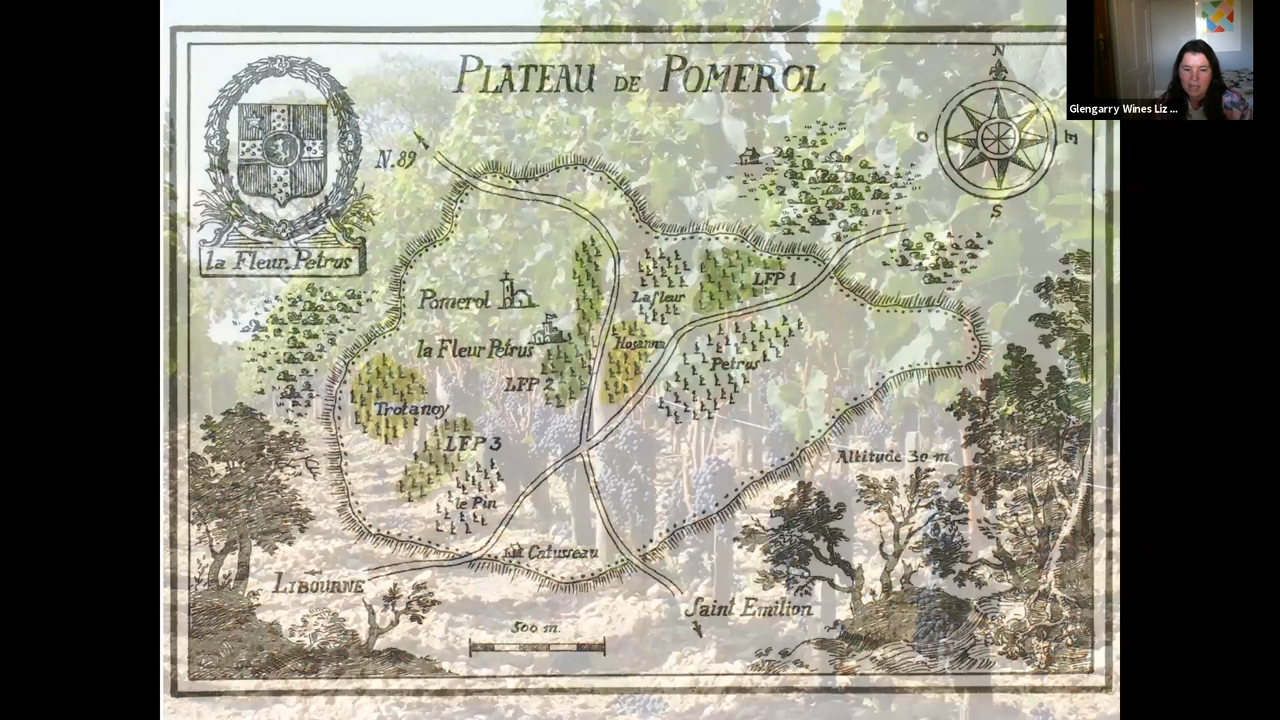 PLATEAU DE POMEROL
Glengarry Wines Liz ...
N
O
E
S
N. 89
la Fleur. Petrus
Pomerol
Lafleur
LFP 1
la Fleur Pétrus
Hosanna
Petrus
LFP 2
Trotanoy
LFP 3
Altitude 30 m.
le Pin
Catusseau
LIBOURNE
Saint Emilion
500 m.